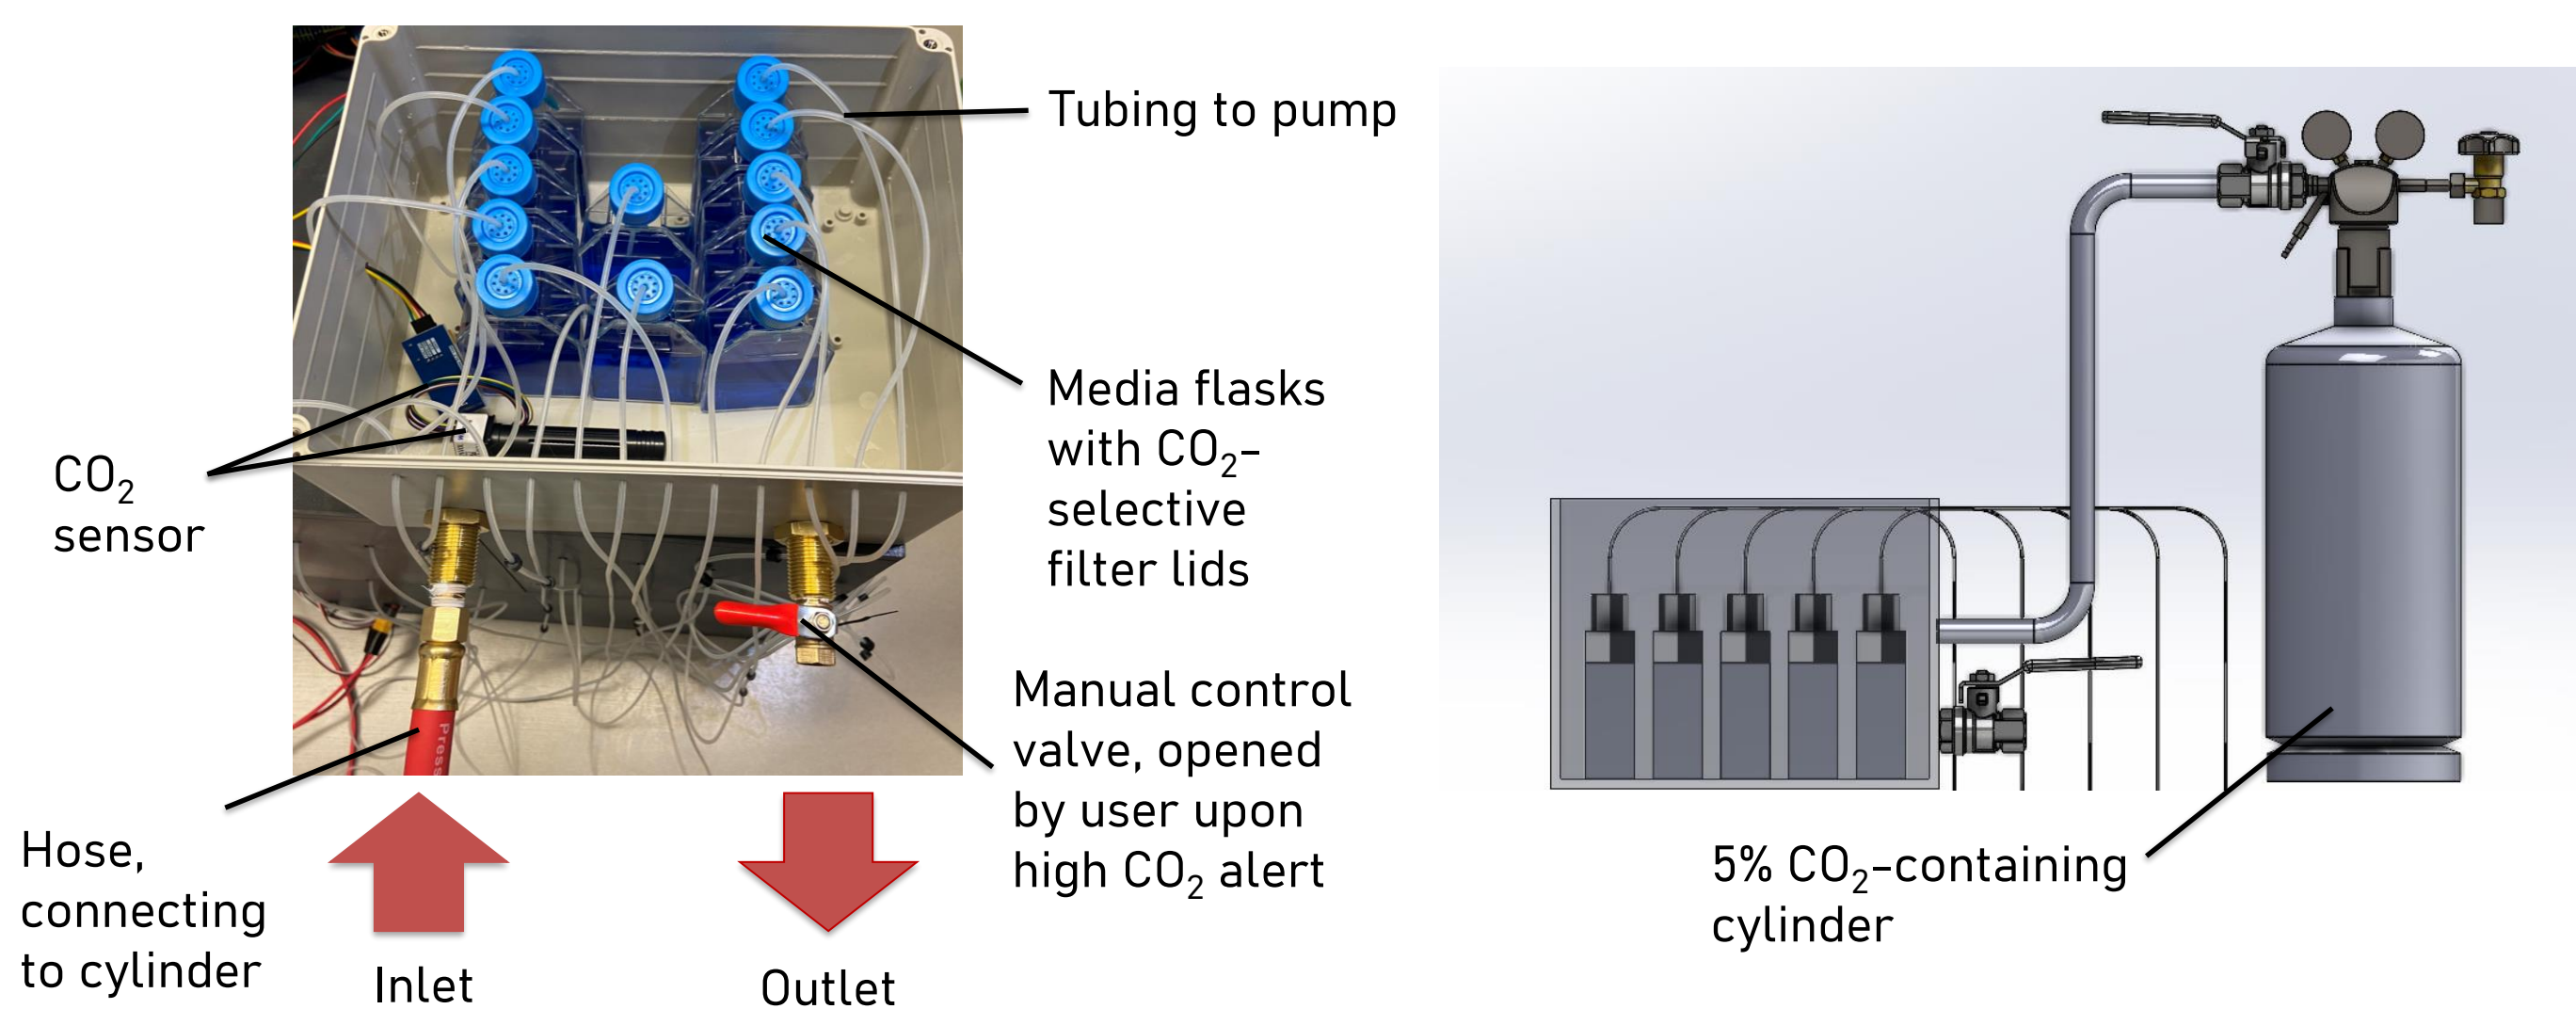 Tubing to pump
Media flasks
with CO₂-
selective
filter lids
CO₂
sensor
Manual control
valve, opened
by user upon
high CO₂ alert
Hose,
connecting
to cylinder
Press
Inlet
Outlet
5% CO₂-containing
cylinder